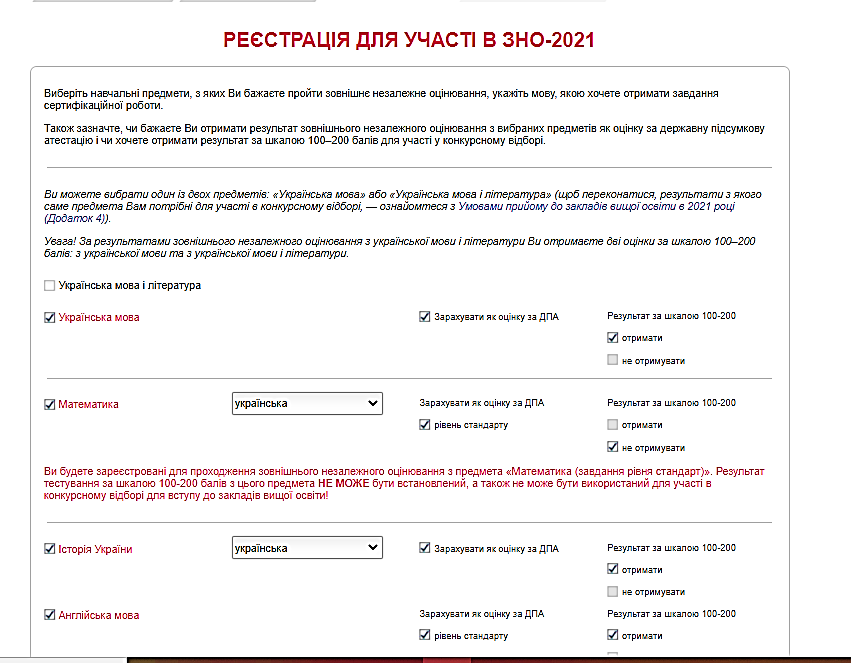 РЕЄСТРАЦІЯ ДЛЯ УЧАСТІ В ЗНО-2021
Виберіть навчальні предмети, з яких Ви бажаєте пройти зовнішнє незалежне оцінювання, укажіть мову, якою хочете отримати завдання
сертифікаційної роботи.
Також зазначте, чи бажаєте Ви отримати результат зовнішнього незалежного оцінювання з вибраних предметів як оцінку за державну підсумкову
атестацію і чи хочете отримати результат за шкалою 100–200 балів для участі у конкурсному відборі.
Ви можете вибрати один із двох предметів: «Українська мова» або «Українська мова і література» (щоб переконатися, результати з якого
саме предмета Вам потрібні для участі в конкурсному відборі, — ознайомтеся з Умовами прийому до закладів вищої освіти в 2021 році
(Додаток 4)).
Увага! За результатами зовнішнього незалежного оцінювання з української мови і літератури Ви отримаєте дві оцінки за шкалою 100–200
балів: з української мови та з української мови і літератури.
Українська мова і література
Українська мова Зарахувати як оцінку за ДПА Результат за шкалою 100-200
отримати
не отримувати
Математика українська Зарахувати як оцінку за ДПА Результат за шкалою 100-200
рівень стандарту отримати
не отримувати
Ви будете зареєстровані для проходження зовнішнього незалежного оцінювання з предмета «Математика (завдання рівня стандарт)». Результат
тестування за шкалою 100-200 балів з цього предмета НЕ МОЖЕ бути встановлений, а також не може бути використаний для участі в
конкурсному відборі для вступу до закладів вищої освіти!
Історія України українська Зарахувати як оцінку за ДПА Результат за шкалою 100-200
отримати
не отримувати
Англійська мова Зарахувати як оцінку за ДПА Результат за шкалою 100-200
рівень стандарту отримати